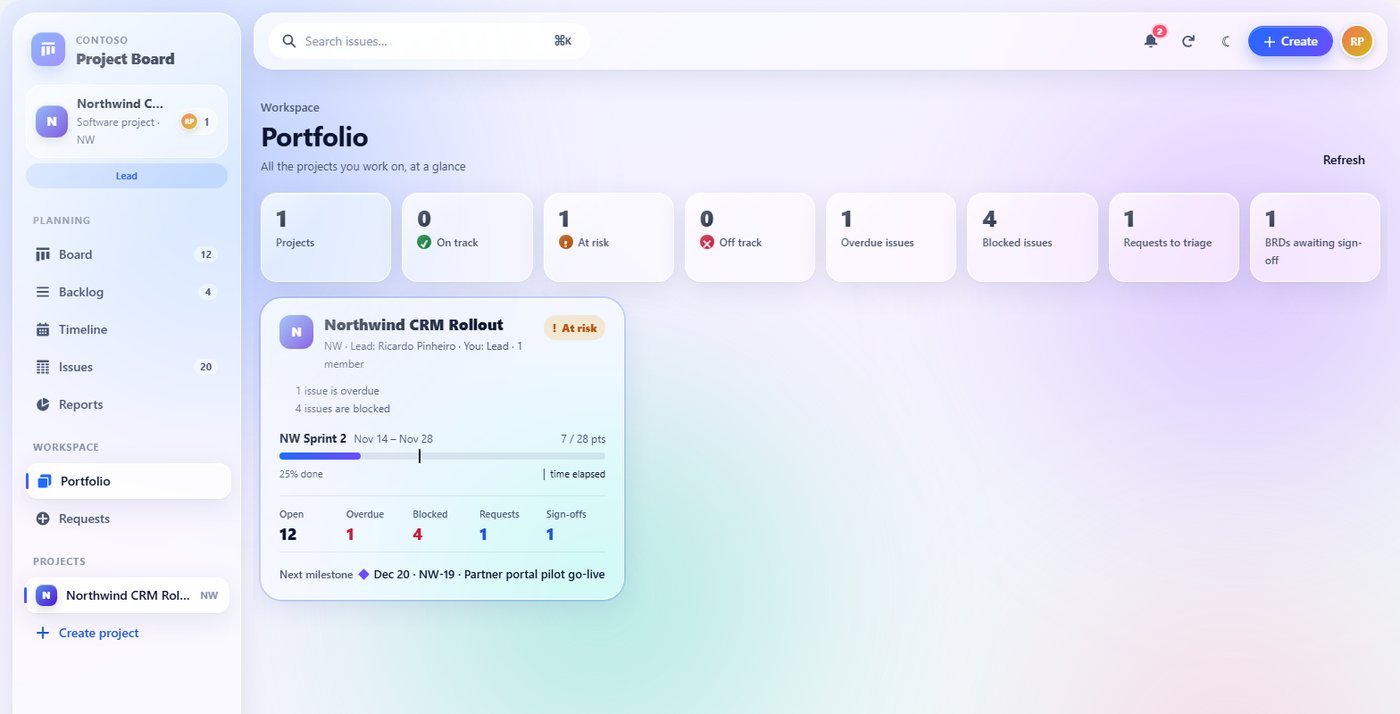 CONTOSO
Project Board
Northwind C...
Software project ·
NW
RP 1
Lead
PLANNING
Board 12
Backlog 4
Timeline
Issues 20
Reports
WORKSPACE
Portfolio
Requests
PROJECTS
N Northwind CRM Rol... NW
Create project
Search issues... ⌘K
2
+ Create
RP
Workspace
Portfolio
All the projects you work on, at a glance
Refresh
1
Projects
0
On track
1
! At risk
0
Off track
1
Overdue issues
4
Blocked issues
1
Requests to triage
1
BRDs awaiting sign-
off
N
Northwind CRM Rollout
! At risk
NW · Lead: Ricardo Pinheiro · You: Lead · 1
member
1 issue is overdue
4 issues are blocked
NW Sprint 2 Nov 14 – Nov 28 7 / 28 pts
25% done | time elapsed
Open Overdue Blocked Requests Sign-offs
12 1 4 1 1
Next milestone ◆ Dec 20 · NW-19 · Partner portal pilot go-live